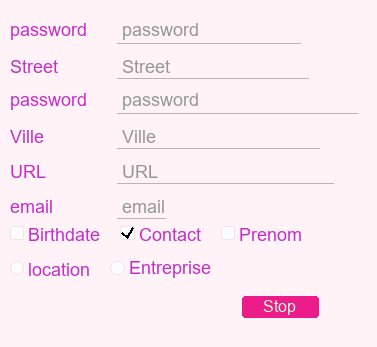 password password
Street Street
password password
Ville Ville
URL URL
email email
Birthdate Contact Prenom
location Entreprise
Stop